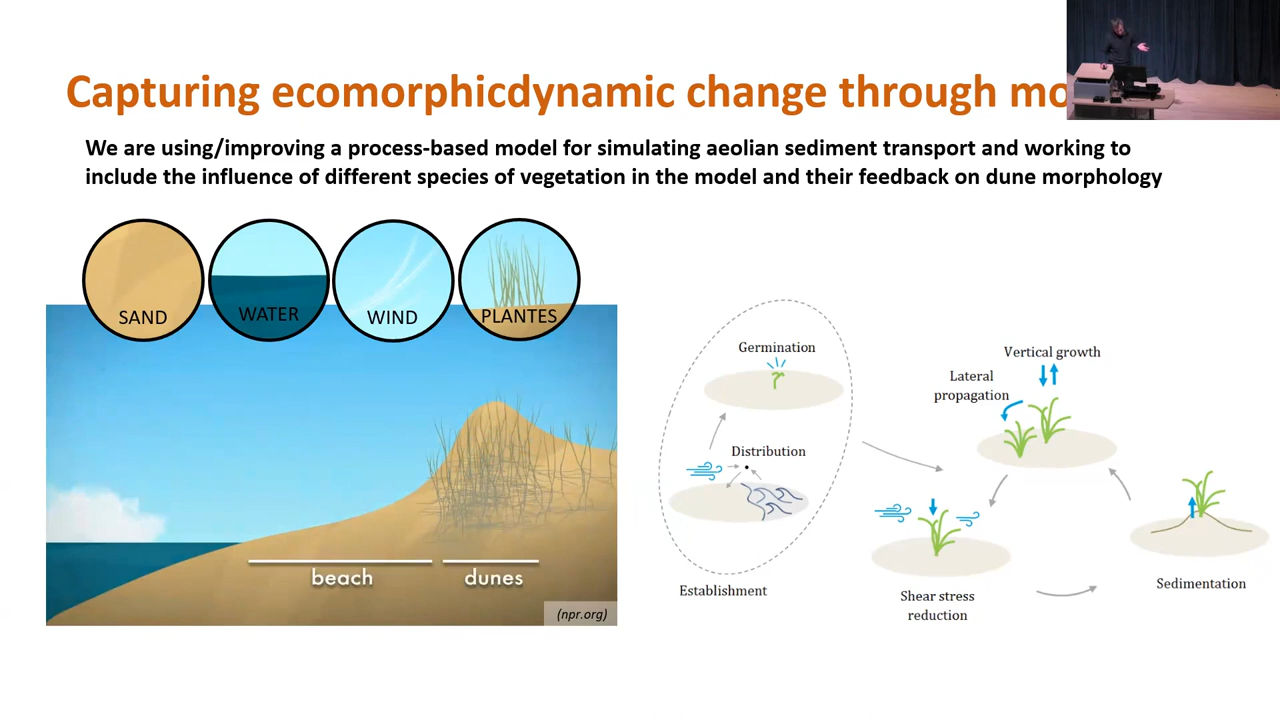 Capturing ecomorphicdynamic change through mo
We are using/improving a process-based model for simulating aeolian sediment transport and working to
include the influence of different species of vegetation in the model and their feedback on dune morphology
SAND
WATER
WIND
PLANTES
beach
dunes
(npr.org)
Germination
Distribution
Establishment
Vertical growth
Lateral
propagation
Shear stress
reduction
Sedimentation